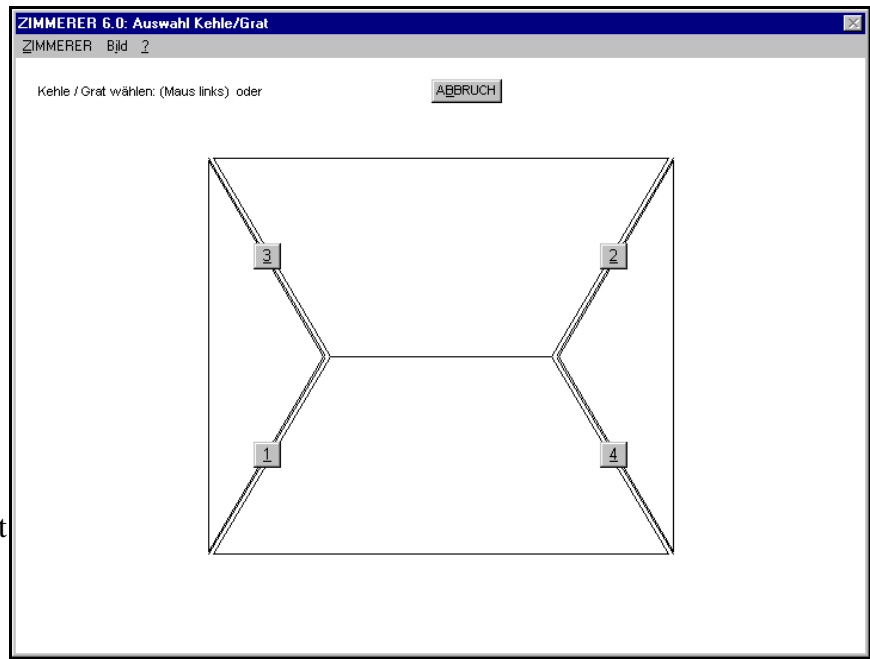 ZIMMERER 6.0: Auswahl Kehle/Grat
ZIMMERER Bild ?
Kehle / Grat wählen: (Maus links) oder ABBRUCH
3 2
1 4
t